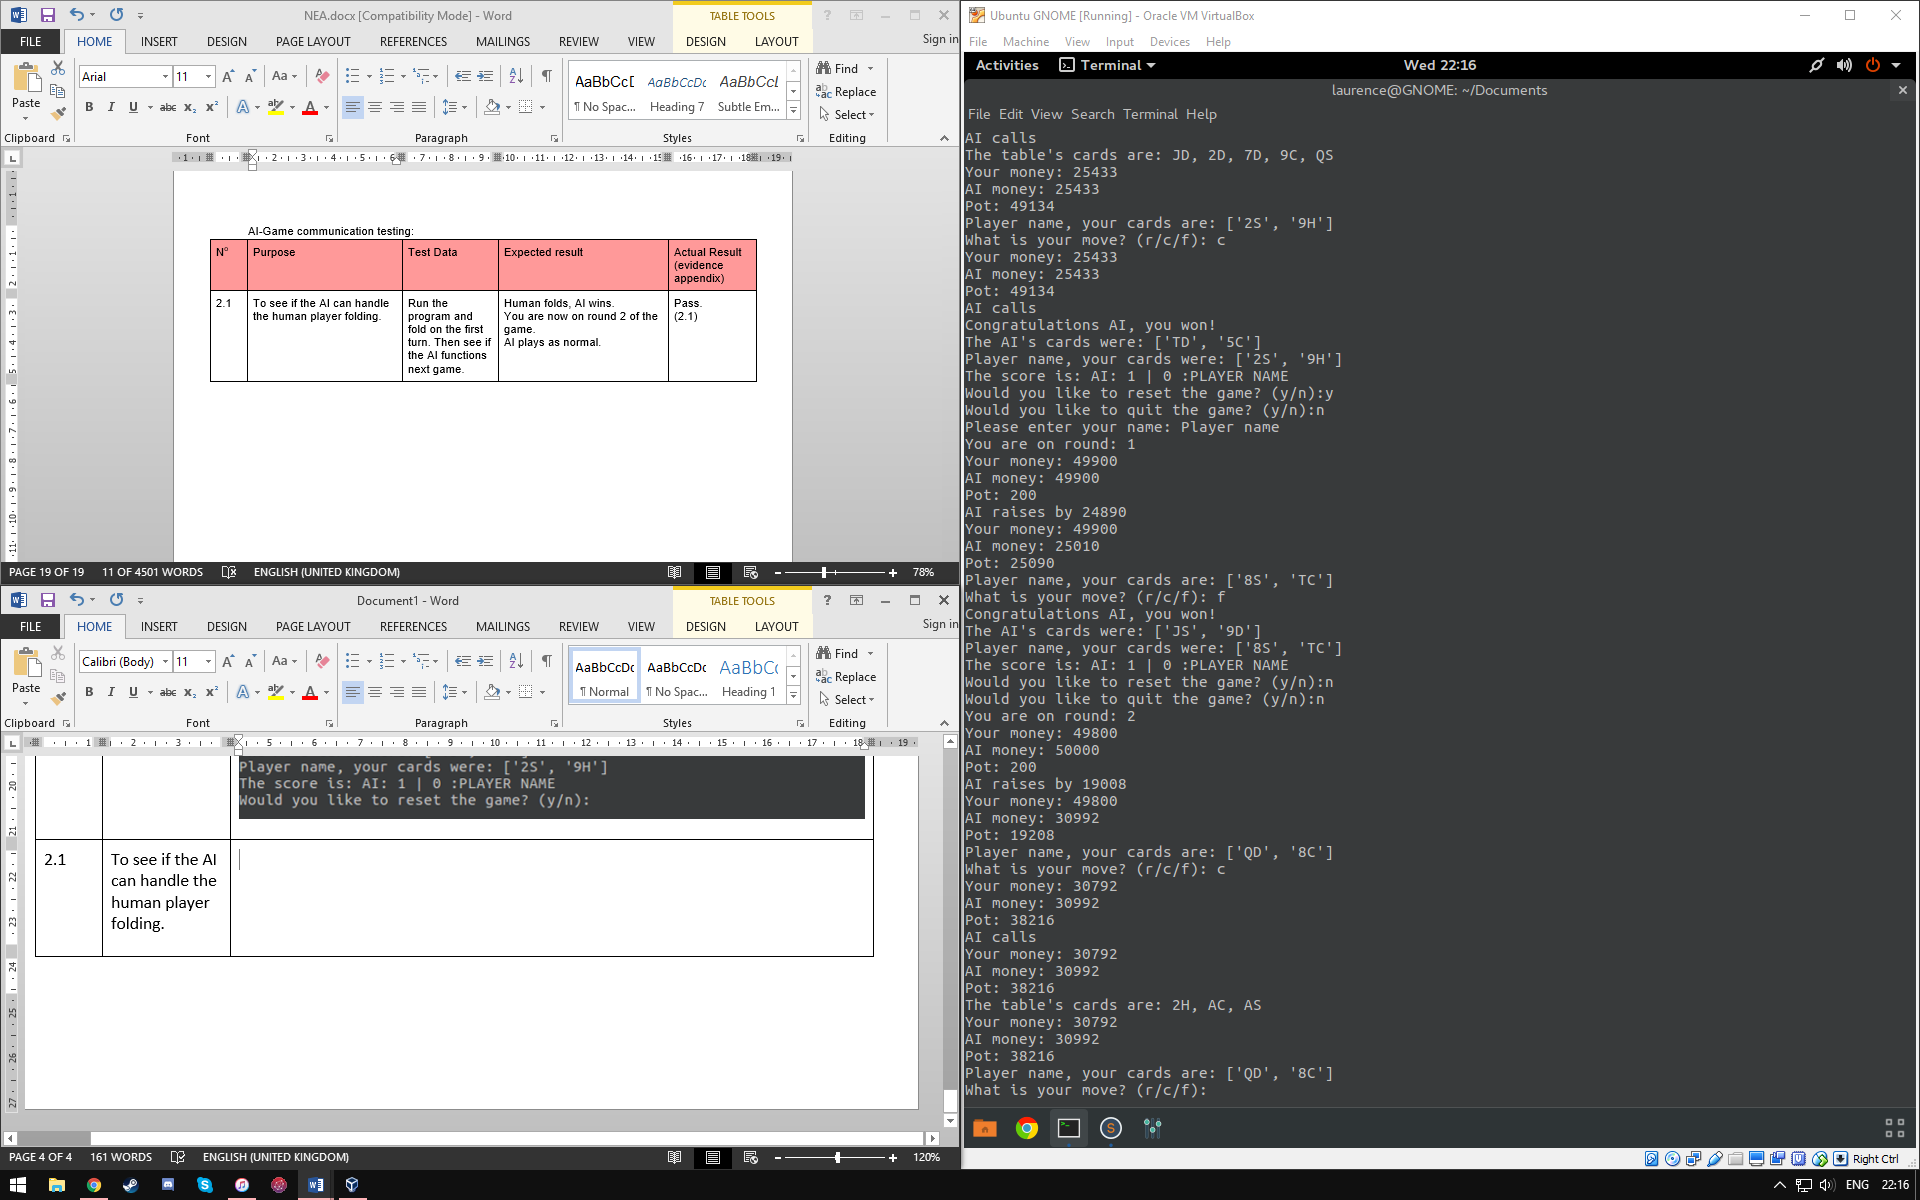 NEA.docx [Compatibility Mode] - Word
TABLE TOOLS
FILE HOME INSERT DESIGN PAGE LAYOUT REFERENCES MAILINGS REVIEW VIEW DESIGN LAYOUT Sign in
Arial 11
Paste
Clipboard Font Paragraph Styles Editing
AaBbCcD AaBbCcDc AaBbCcL
¶ No Spac... Heading 7 Subtle Em...
Find
Replace
Select
AI-Game communication testing:
N° Purpose Test Data Expected result Actual Result (evidence appendix)
2.1
To see if the AI can handle
the human player folding.
Run the
program and
fold on the first
turn. Then see if
the AI functions
next game.
Human folds, AI wins.
You are now on round 2 of the
game.
AI plays as normal.
Pass.
(2.1)
PAGE 19 OF 19 11 OF 4501 WORDS ENGLISH (UNITED KINGDOM) 78%
Document1 - Word
TABLE TOOLS
FILE HOME INSERT DESIGN PAGE LAYOUT REFERENCES MAILINGS REVIEW VIEW DESIGN LAYOUT Sign in
Calibri (Body) 11
Paste
Clipboard Font Paragraph Styles Editing
AaBbCcDc AaBbCcDc AaBbCc
¶ Normal ¶ No Spac... Heading 1
Find
Replace
Select
Player name, your cards were: ['2S', '9H']
The score is: AI: 1 | 0 :PLAYER NAME
Would you like to reset the game? (y/n):
2.1
To see if the AI
can handle the
human player
folding.
PAGE 4 OF 4 161 WORDS ENGLISH (UNITED KINGDOM) 120%
Ubuntu GNOME [Running] - Oracle VM VirtualBox
File Machine View Input Devices Help
Activities Terminal Wed 22:16
laurence@GNOME: ~/Documents
File Edit View Search Terminal Help
AI calls
The table's cards are: JD, 2D, 7D, 9C, QS
Your money: 25433
AI money: 25433
Pot: 49134
Player name, your cards are: ['2S', '9H']
What is your move? (r/c/f): c
Your money: 25433
AI money: 25433
Pot: 49134
AI calls
Congratulations AI, you won!
The AI's cards were: ['TD', '5C']
Player name, your cards were: ['2S', '9H']
The score is: AI: 1 | 0 :PLAYER NAME
Would you like to reset the game? (y/n):y
Would you like to quit the game? (y/n):n
Please enter your name: Player name
You are on round: 1
Your money: 49900
AI money: 49900
Pot: 200
AI raises by 24890
Your money: 49900
AI money: 25010
Pot: 25090
Player name, your cards are: ['8S', 'TC']
What is your move? (r/c/f): f
Congratulations AI, you won!
The AI's cards were: ['JS', '9D']
Player name, your cards were: ['8S', 'TC']
The score is: AI: 1 | 0 :PLAYER NAME
Would you like to reset the game? (y/n):n
Would you like to quit the game? (y/n):n
You are on round: 2
Your money: 49800
AI money: 50000
Pot: 200
AI raises by 19008
Your money: 49800
AI money: 30992
Pot: 19208
Player name, your cards are: ['QD', '8C']
What is your move? (r/c/f): c
Your money: 30792
AI money: 30992
Pot: 38216
AI calls
Your money: 30792
AI money: 30992
Pot: 38216
The table's cards are: 2H, AC, AS
Your money: 30792
AI money: 30992
Pot: 38216
Player name, your cards are: ['QD', '8C']
What is your move? (r/c/f):
Right Ctrl
ENG 22:16